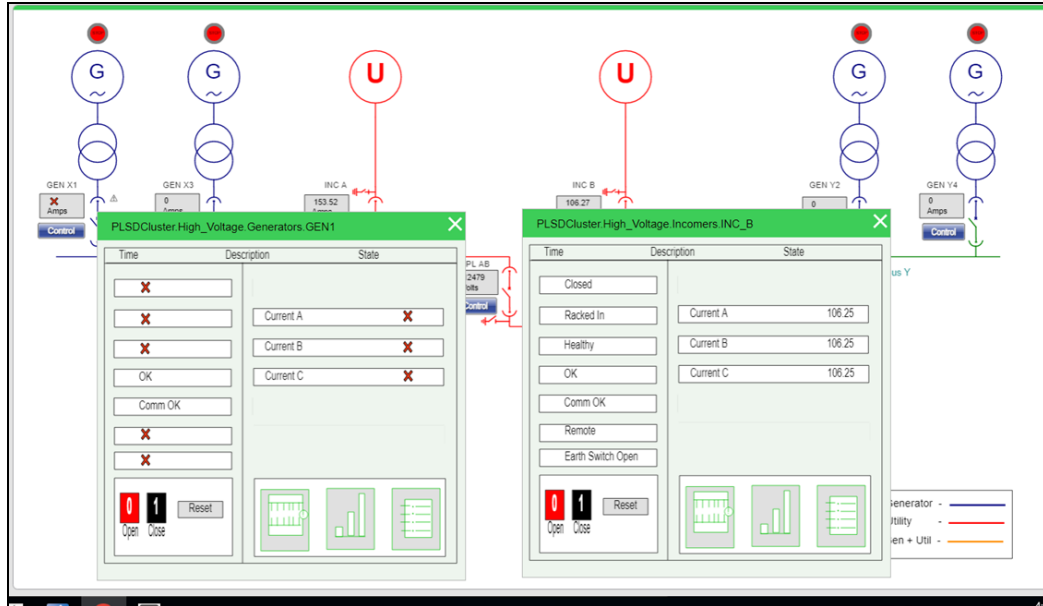 G
G
U
U
G
G
GEN X1
GEN X3
INC A
INC B
GEN Y2
GEN Y4
Amps
0
153.52
106.27
0
0
Amps
Control
Control
PLSDCluster.High_Voltage.Generators.GEN1
Time Description State
Current A
Current B
OK
Current C
Comm OK
0 1 Reset
Open Close
PL AB
2479
Control
PLSDCluster.High_Voltage.Incomers.INC_B
Time Description State
Closed
Racked In
Current A 106.25
Healthy
Current B 106.25
OK
Current C 106.25
Comm OK
Remote
Earth Switch Open
0 1 Reset
Open Close
us Y
Generator -
Utility -
en + Util -